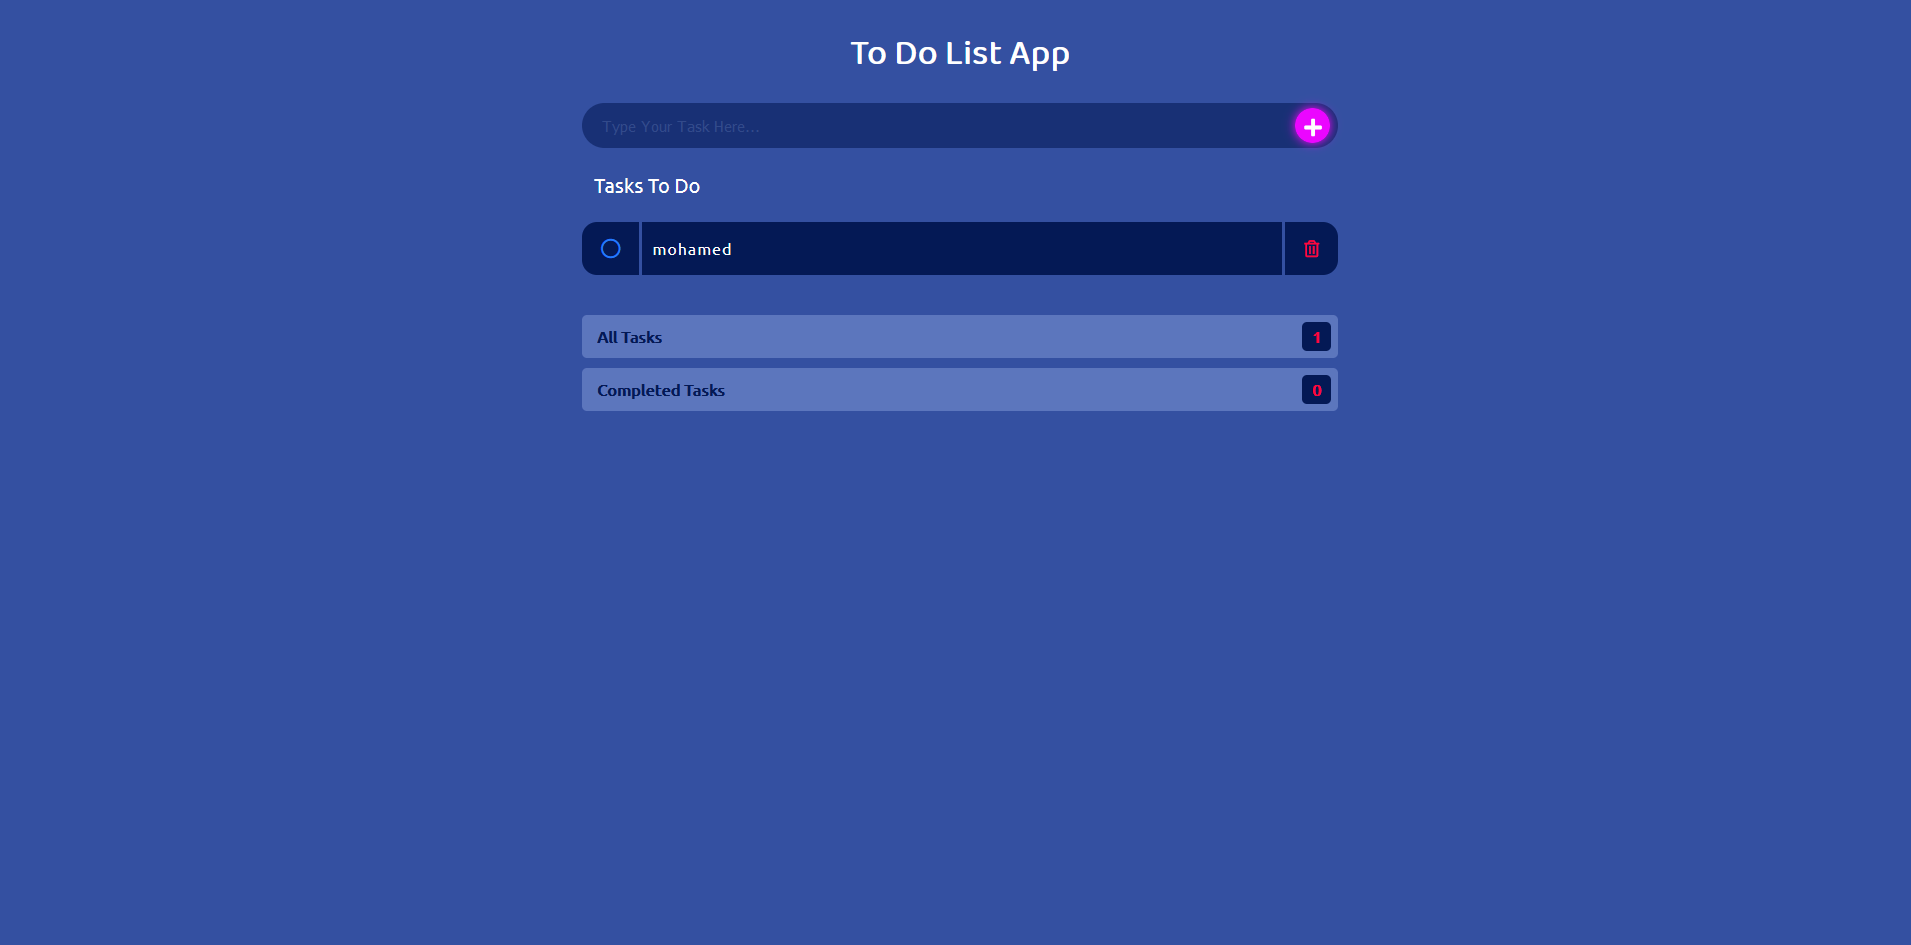 To Do List App
Type Your Task Here...
Tasks To Do
mohamed
All Tasks 1
Completed Tasks 0